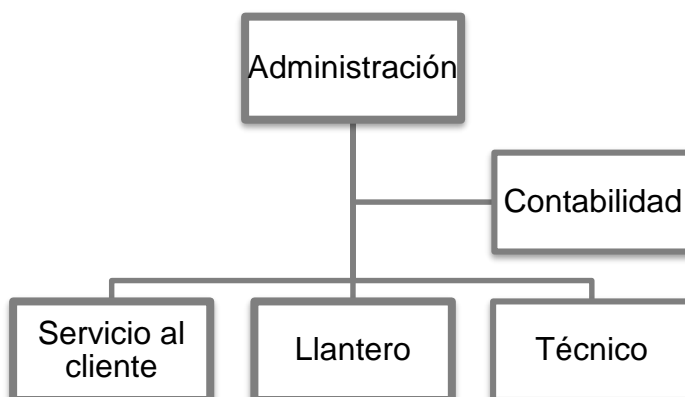 Administración
Contabilidad
Servicio al
cliente
Llantero
Técnico